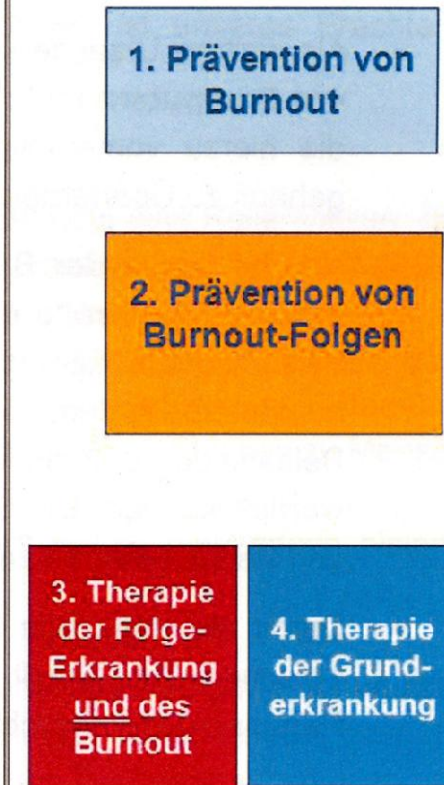 1. Prävention von
Burnout
2. Prävention von
Burnout-Folgen
3. Therapie
der Folge-
Erkrankung
und des
Burnout
4. Therapie
der Grund-
erkrankung